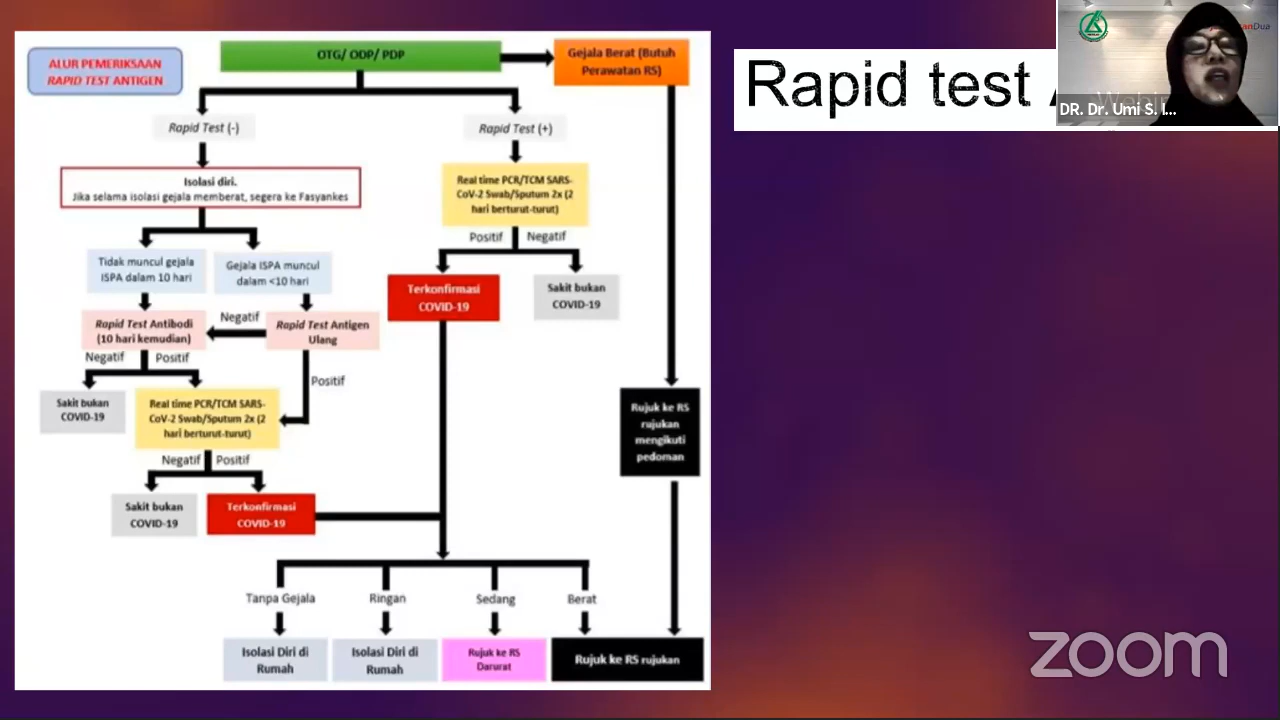 ALUR PEMERIKSAAN
RAPID TEST ANTIGEN
OTG/ ODP/ PDP
Gejala Berat (Butuh
Perawatan RS)
Rapid test
DR. Dr. Umi S. I...
Rapid Test (-)
Rapid Test (+)
Isolasi diri.
Jika selama isolasi gejala memberat, segera ke Fasyankes
Real time PCR/TCM SARS-
CoV-2 Swab/Sputum 2x (2
hari berturut-turut)
Positif
Negatif
Tidak muncul gejala
ISPA dalam 10 hari
Gejala ISPA muncul
dalam <10 hari
Terkonfirmasi
COVID-19
Sakit bukan
COVID-19
Rapid Test Antibodi
(10 hari kemudian)
Negatif
Rapid Test Antigen
Ulang
Negatif
Positif
Positif
Sakit bukan
COVID-19
Real time PCR/TCM SARS-
CoV-2 Swab/Sputum 2x (2
hari berturut-turut)
Rujuk ke RS
rujukan
mengikuti
pedoman
Negatif
Positif
Sakit bukan
COVID-19
Terkonfirmasi
COVID-19
Tanpa Gejala
Ringan
Sedang
Berat
Isolasi Diri di
Rumah
Isolasi Diri di
Rumah
Rujuk ke RS
Darurat
Rujuk ke RS rujukan
zoom